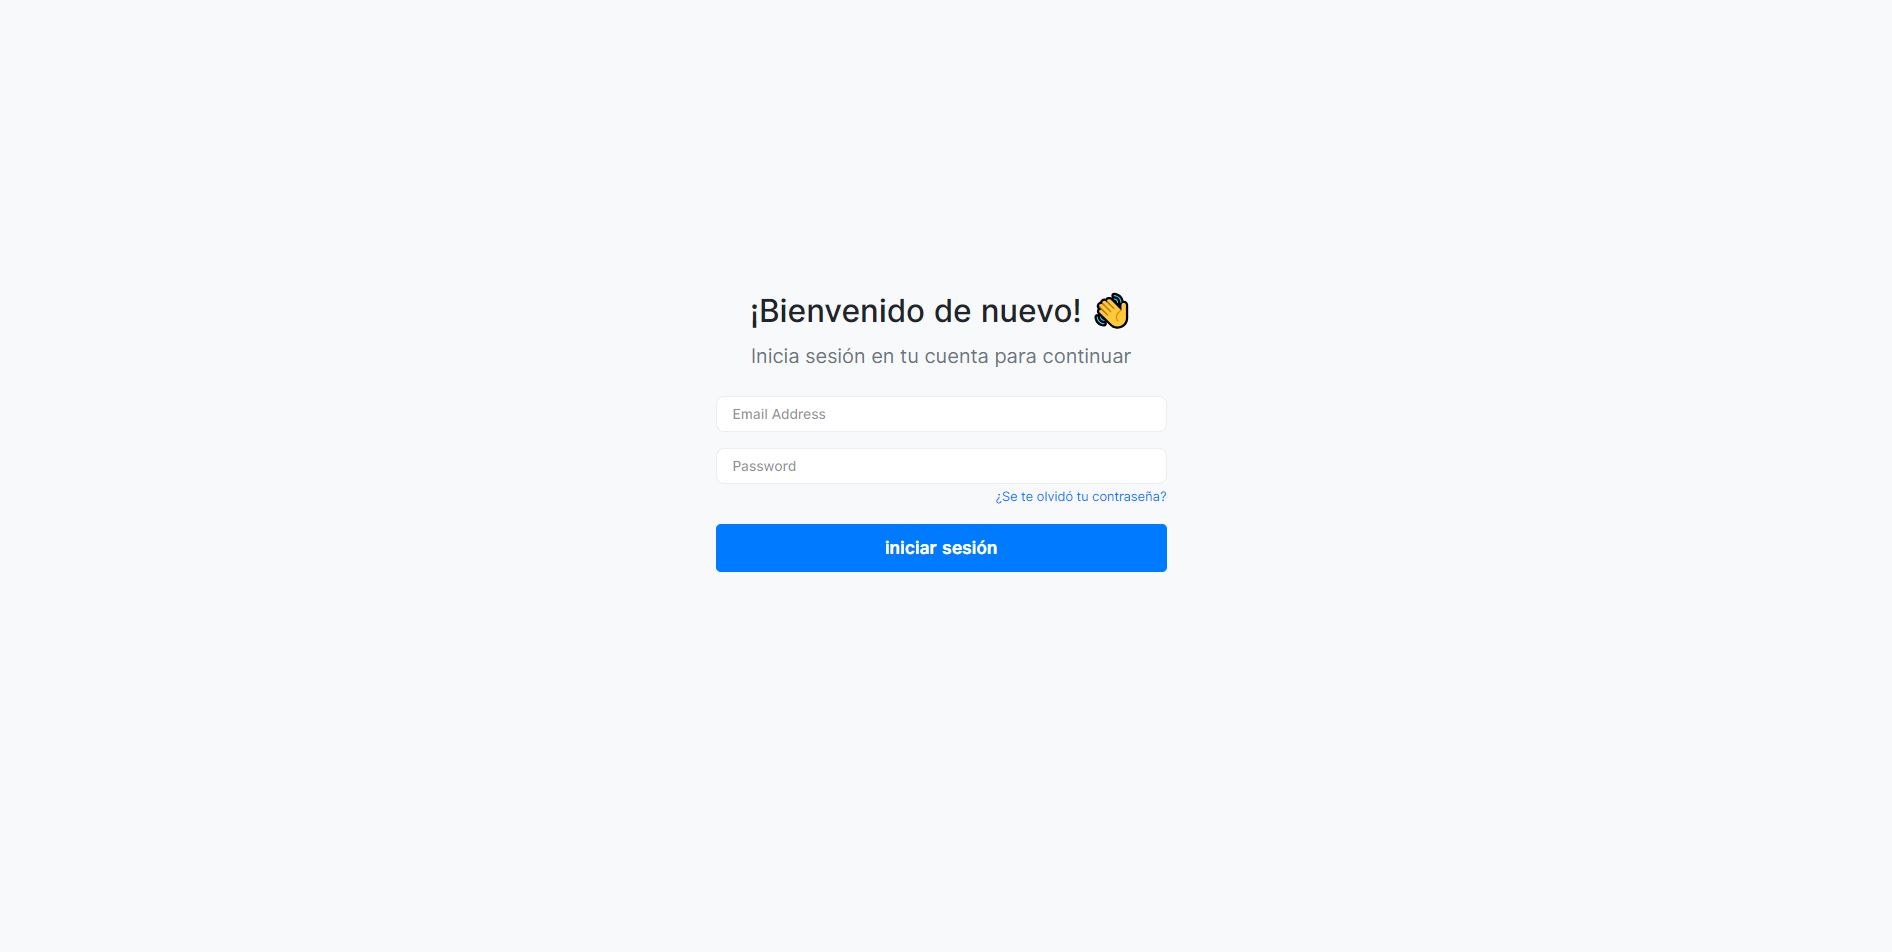 ¡Bienvenido de nuevo! 👋
Inicia sesión en tu cuenta para continuar
Email Address
Password
¿Se te olvidó tu contraseña?
iniciar sesión